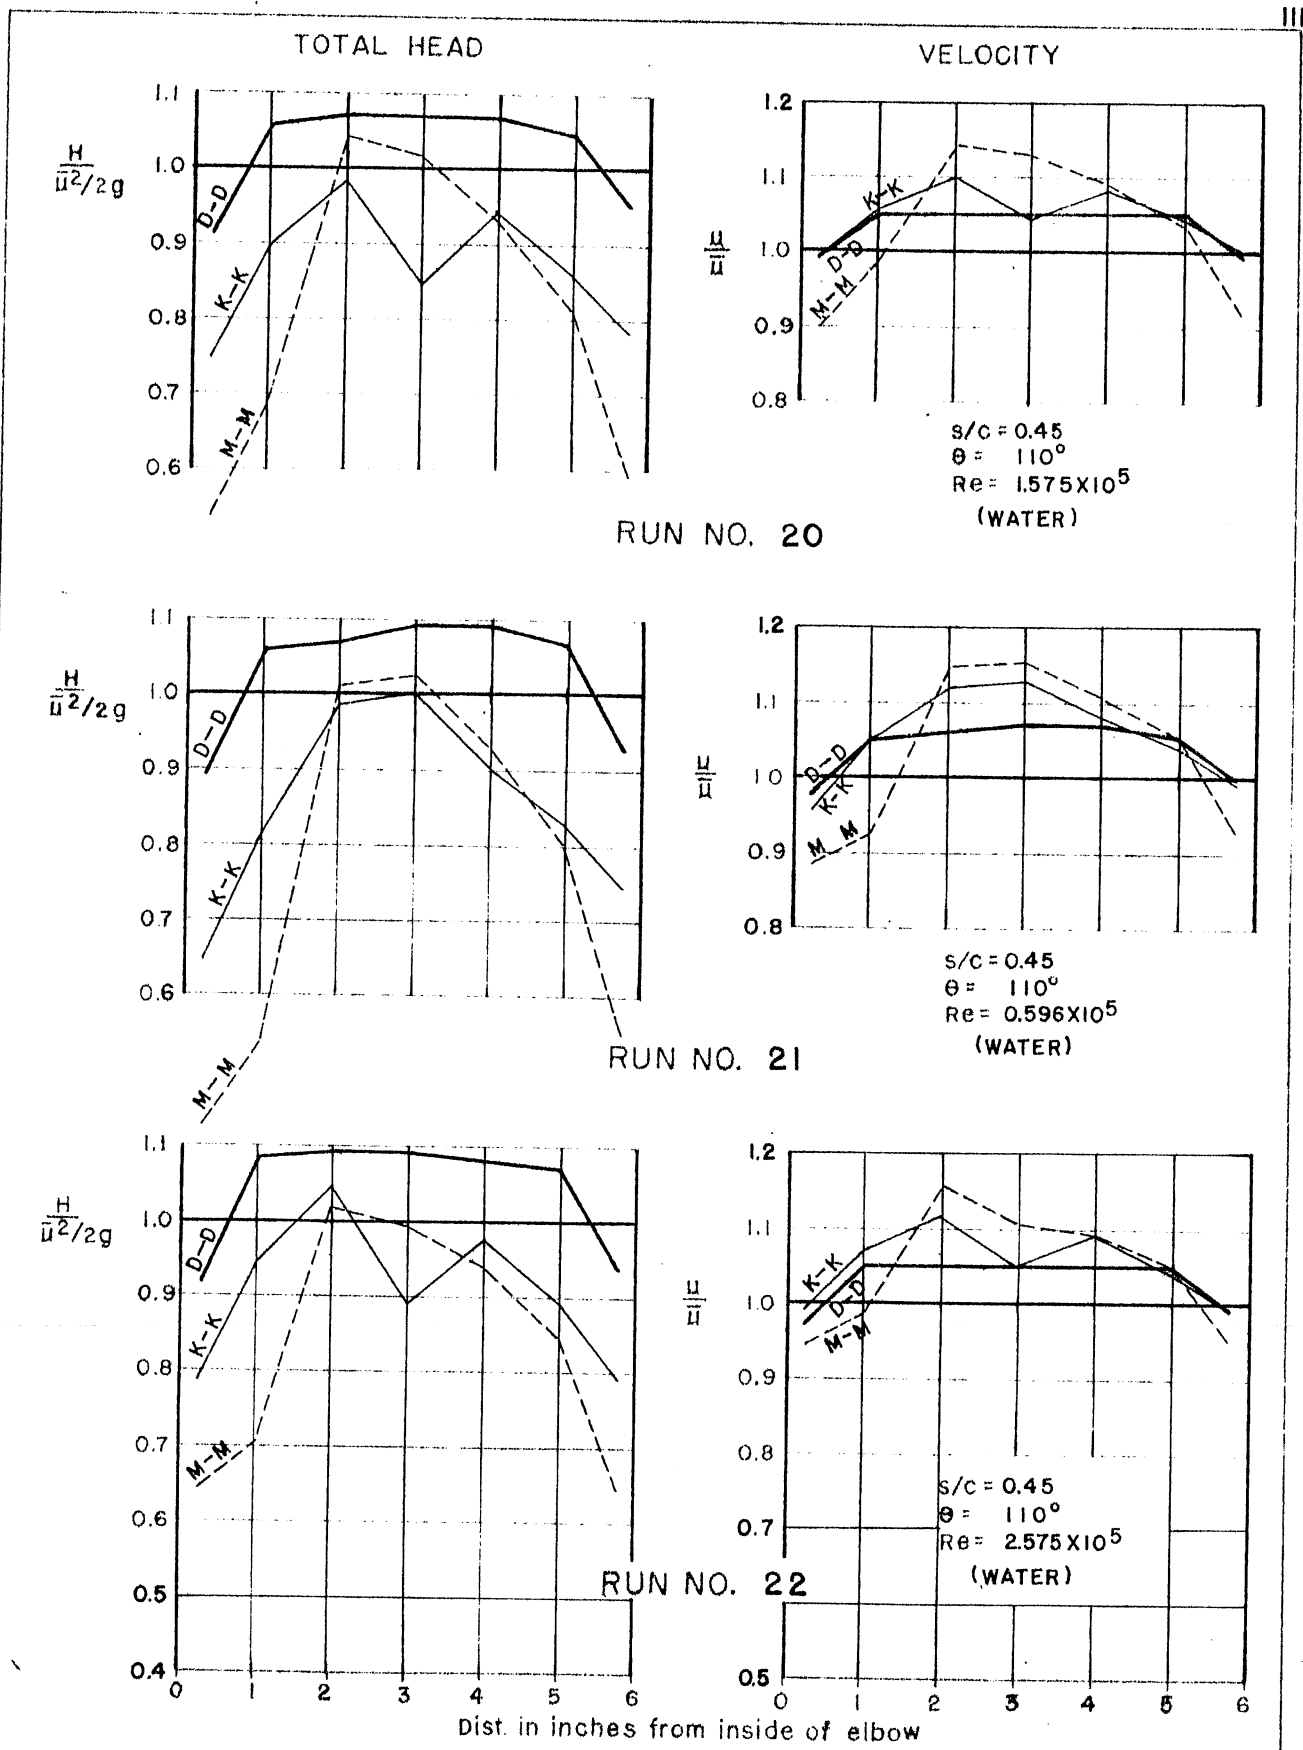 111
TOTAL HEAD
VELOCITY
1.1
1.0
0.9
0.8
0.7
0.6
H
ū²/2g
D-D
K-K
M-M
1.2
1.1
1.0
0.9
0.8
u
ū
K-K
D-D
M-M
s/c = 0.45
θ = 110°
Re = 1.575X10⁵
(WATER)
RUN NO. 20
1.1
1.0
0.9
0.8
0.7
0.6
H
ū²/2g
D-D
K-K
M-M
1.2
1.1
1.0
0.9
0.8
u
ū
D-D
K-K
M M
s/c = 0.45
θ = 110°
Re = 0.596X10⁵
(WATER)
RUN NO. 21
1.1
1.0
0.9
0.8
0.7
0.6
0.5
0.4
H
ū²/2g
D-D
K-K
M-M
1.2
1.1
1.0
0.9
0.8
0.7
0.5
u
ū
K-K
D-D
M-M
s/c = 0.45
θ = 110°
Re = 2.575X10⁵
(WATER)
RUN NO. 22
0 1 2 3 4 5 6
0 1 2 3 4 5 6
Dist. in inches from inside of elbow